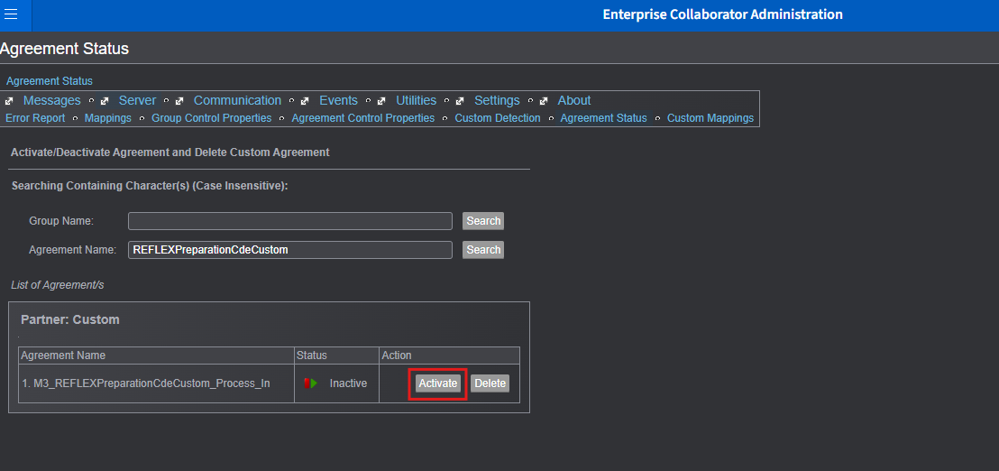 Enterprise Collaborator Administration
Agreement Status
Agreement Status
Messages Server Communication Events Utilities Settings About
Error Report Mappings Group Control Properties Agreement Control Properties Custom Detection Agreement Status Custom Mappings
Activate/Deactivate Agreement and Delete Custom Agreement
Searching Containing Character(s) (Case Insensitive):
Group Name: Search
Agreement Name: REFLEXPreparationCdeCustom Search
List of Agreement/s
Partner: Custom
Agreement Name Status Action
1. M3_REFLEXPreparationCdeCustom_Process_In Inactive Activate Delete